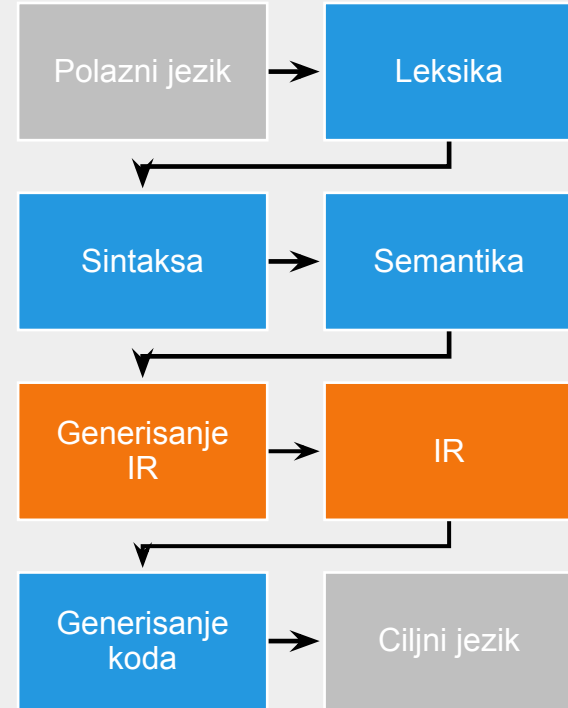 Polazni jezik
Leksika
Sintaksa
Semantika
Generisanje
IR
IR
Generisanje
koda
Ciljni jezik